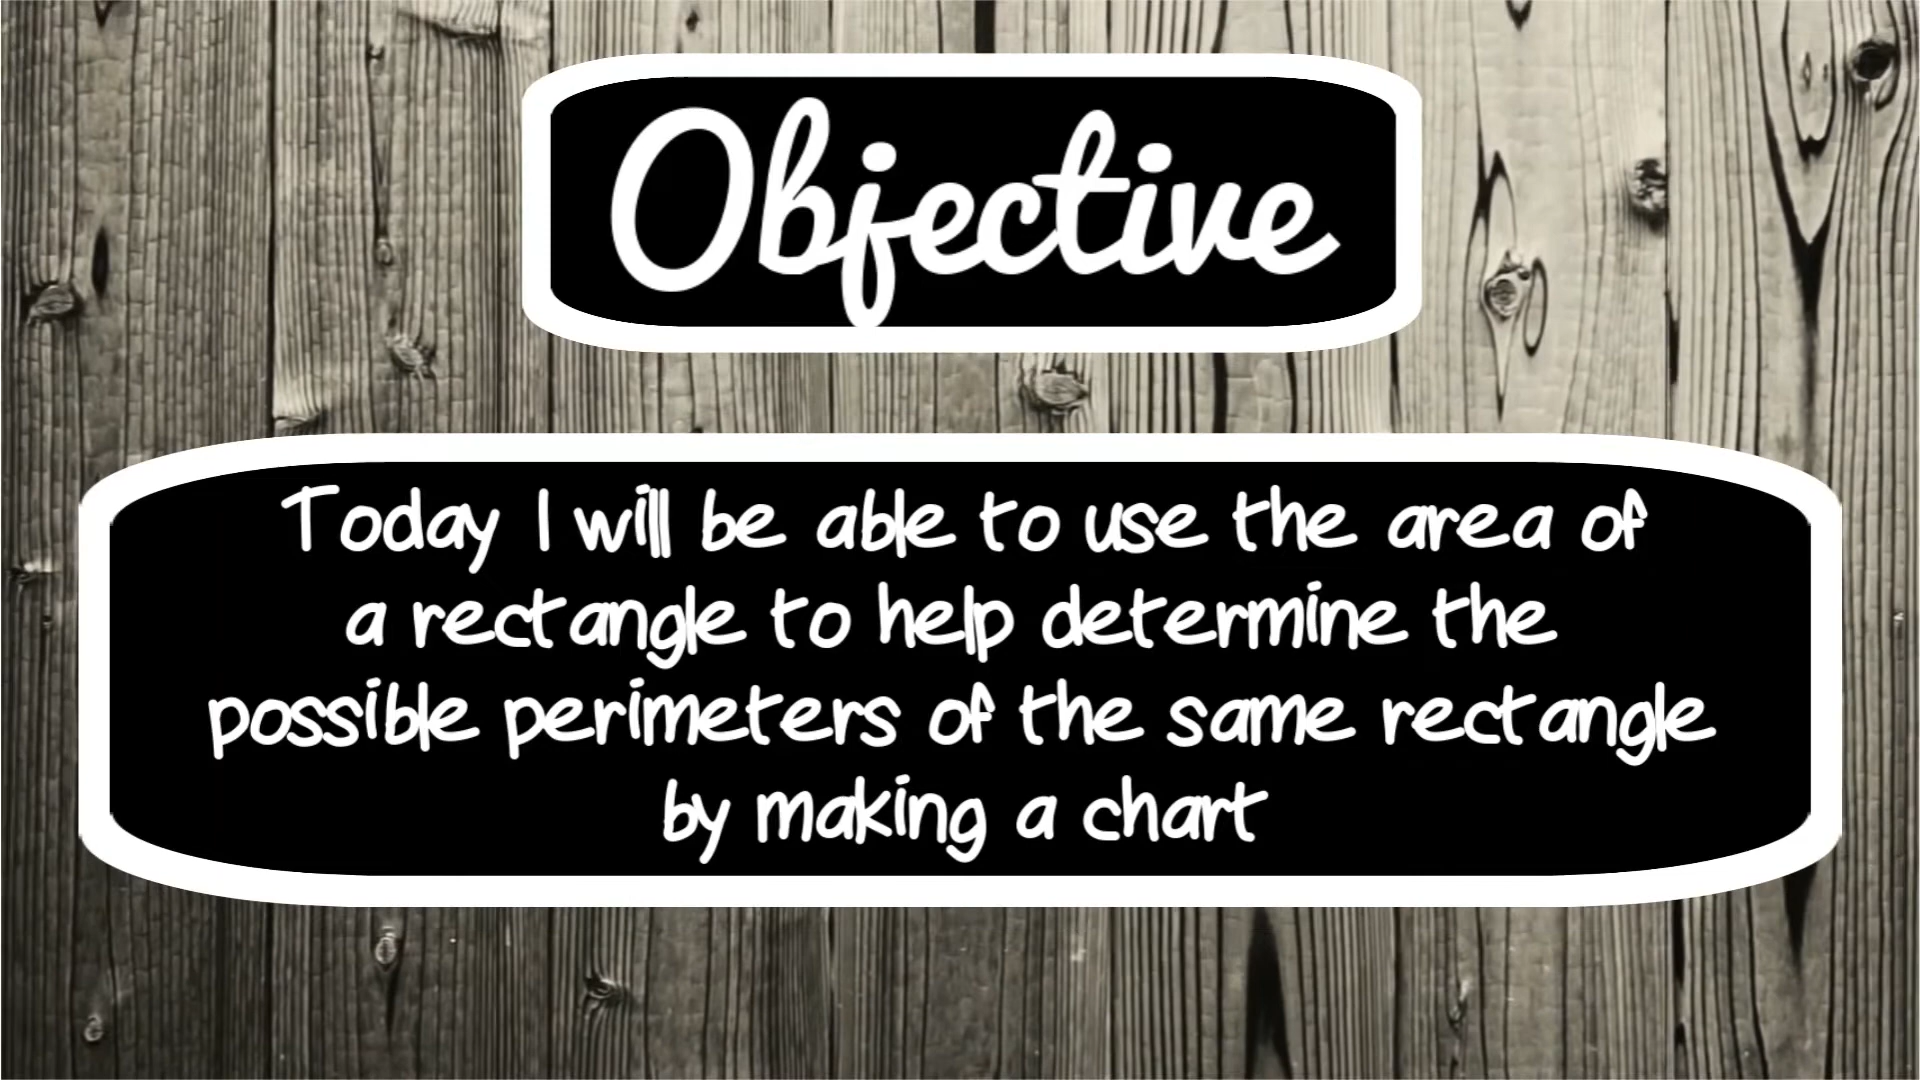 Objective
Today I will be able to use the area of
a rectangle to help determine the
possible perimeters of the same rectangle
by making a chart